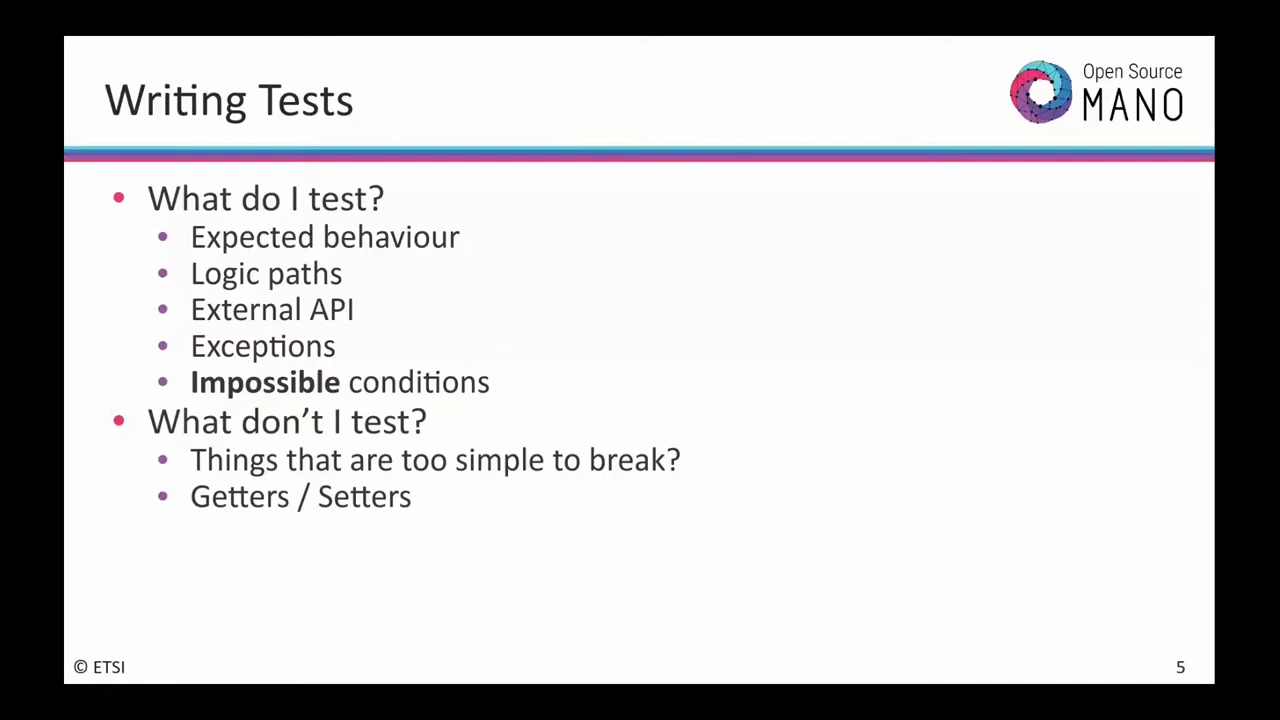 Writing Tests
Open Source
MANO
• What do I test?
• Expected behaviour
• Logic paths
• External API
• Exceptions
• Impossible conditions
• What don’t I test?
• Things that are too simple to break?
• Getters / Setters
© ETSI
5